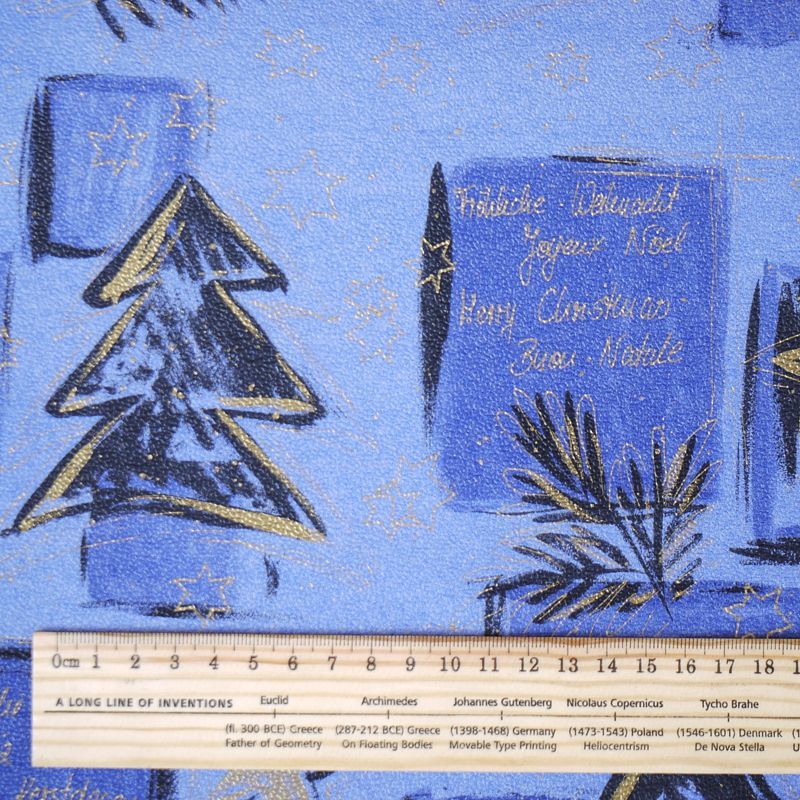 Fröhliche Weihnacht
Joyeux Nöel
Merry Christmas
Buon Natale
0cm 1 2 3 4 5 6 7 8 9 10 11 12 13 14 15 16 17 18
A LONG LINE OF INVENTIONS
Euclid
(fl. 300 BCE) Greece
Father of Geometry
Archimedes
(287-212 BCE) Greece
On Floating Bodies
Johannes Gutenberg
(1398-1468) Germany
Movable Type Printing
Nicolaus Copernicus
(1473-1543) Poland
Heliocentrism
Tycho Brahe
(1546-1601) Denmark
De Nova Stella